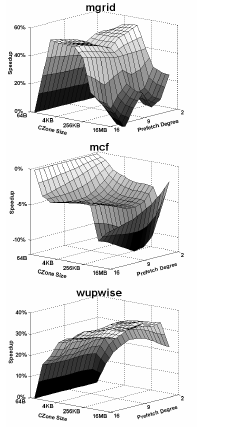 mgrid
60%
40%
20%
0%
Speedup
64B
4KB
256KB
16MB
CZone Size
16
9
2
Prefetch Degree
mcf
0%
-5%
-10%
Speedup
64B
4KB
256KB
16MB
CZone Size
16
9
2
Prefetch Degree
wupwise
40%
30%
20%
10%
0%
Speedup
64B
4KB
256KB
16MB
CZone Size
16
9
2
Prefetch Degree